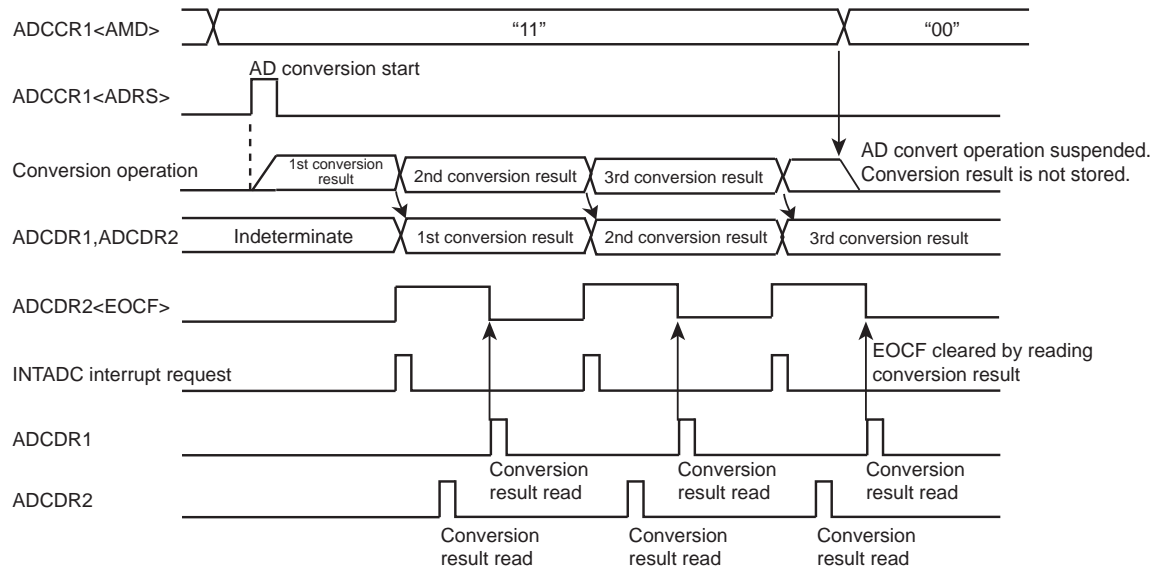 ADCCR1<AMD>
“11”
“00”
AD conversion start
ADCCR1<ADRS>
Conversion operation
1st conversion
result
2nd conversion result
3rd conversion result
AD convert operation suspended.
Conversion result is not stored.
ADCDR1,ADCDR2
Indeterminate
1st conversion result
2nd conversion result
3rd conversion result
ADCDR2<EOCF>
EOCF cleared by reading
conversion result
INTADC interrupt request
ADCDR1
Conversion
result read
Conversion
result read
Conversion
result read
ADCDR2
Conversion
result read
Conversion
result read
Conversion
result read